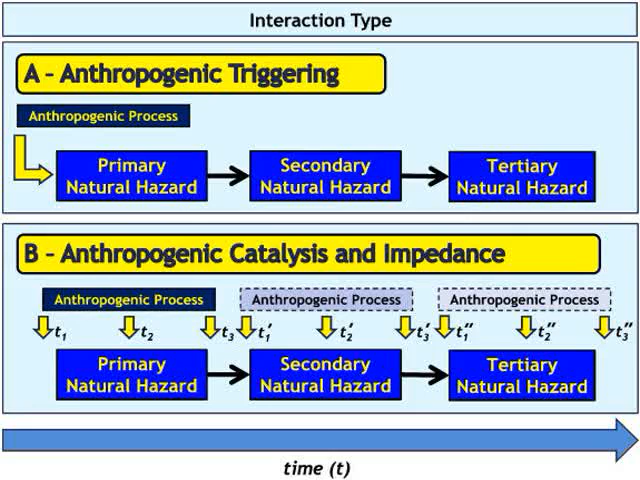 Interaction Type
A – Anthropogenic Triggering
Anthropogenic Process
Primary
Natural Hazard
Secondary
Natural Hazard
Tertiary
Natural Hazard
B – Anthropogenic Catalysis and Impedance
Anthropogenic Process
Anthropogenic Process
Anthropogenic Process
t₁ t₂ t₃ t₁′ t₂′ t₃′ t₁″ t₂″ t₃″
Primary
Natural Hazard
Secondary
Natural Hazard
Tertiary
Natural Hazard
time (t)